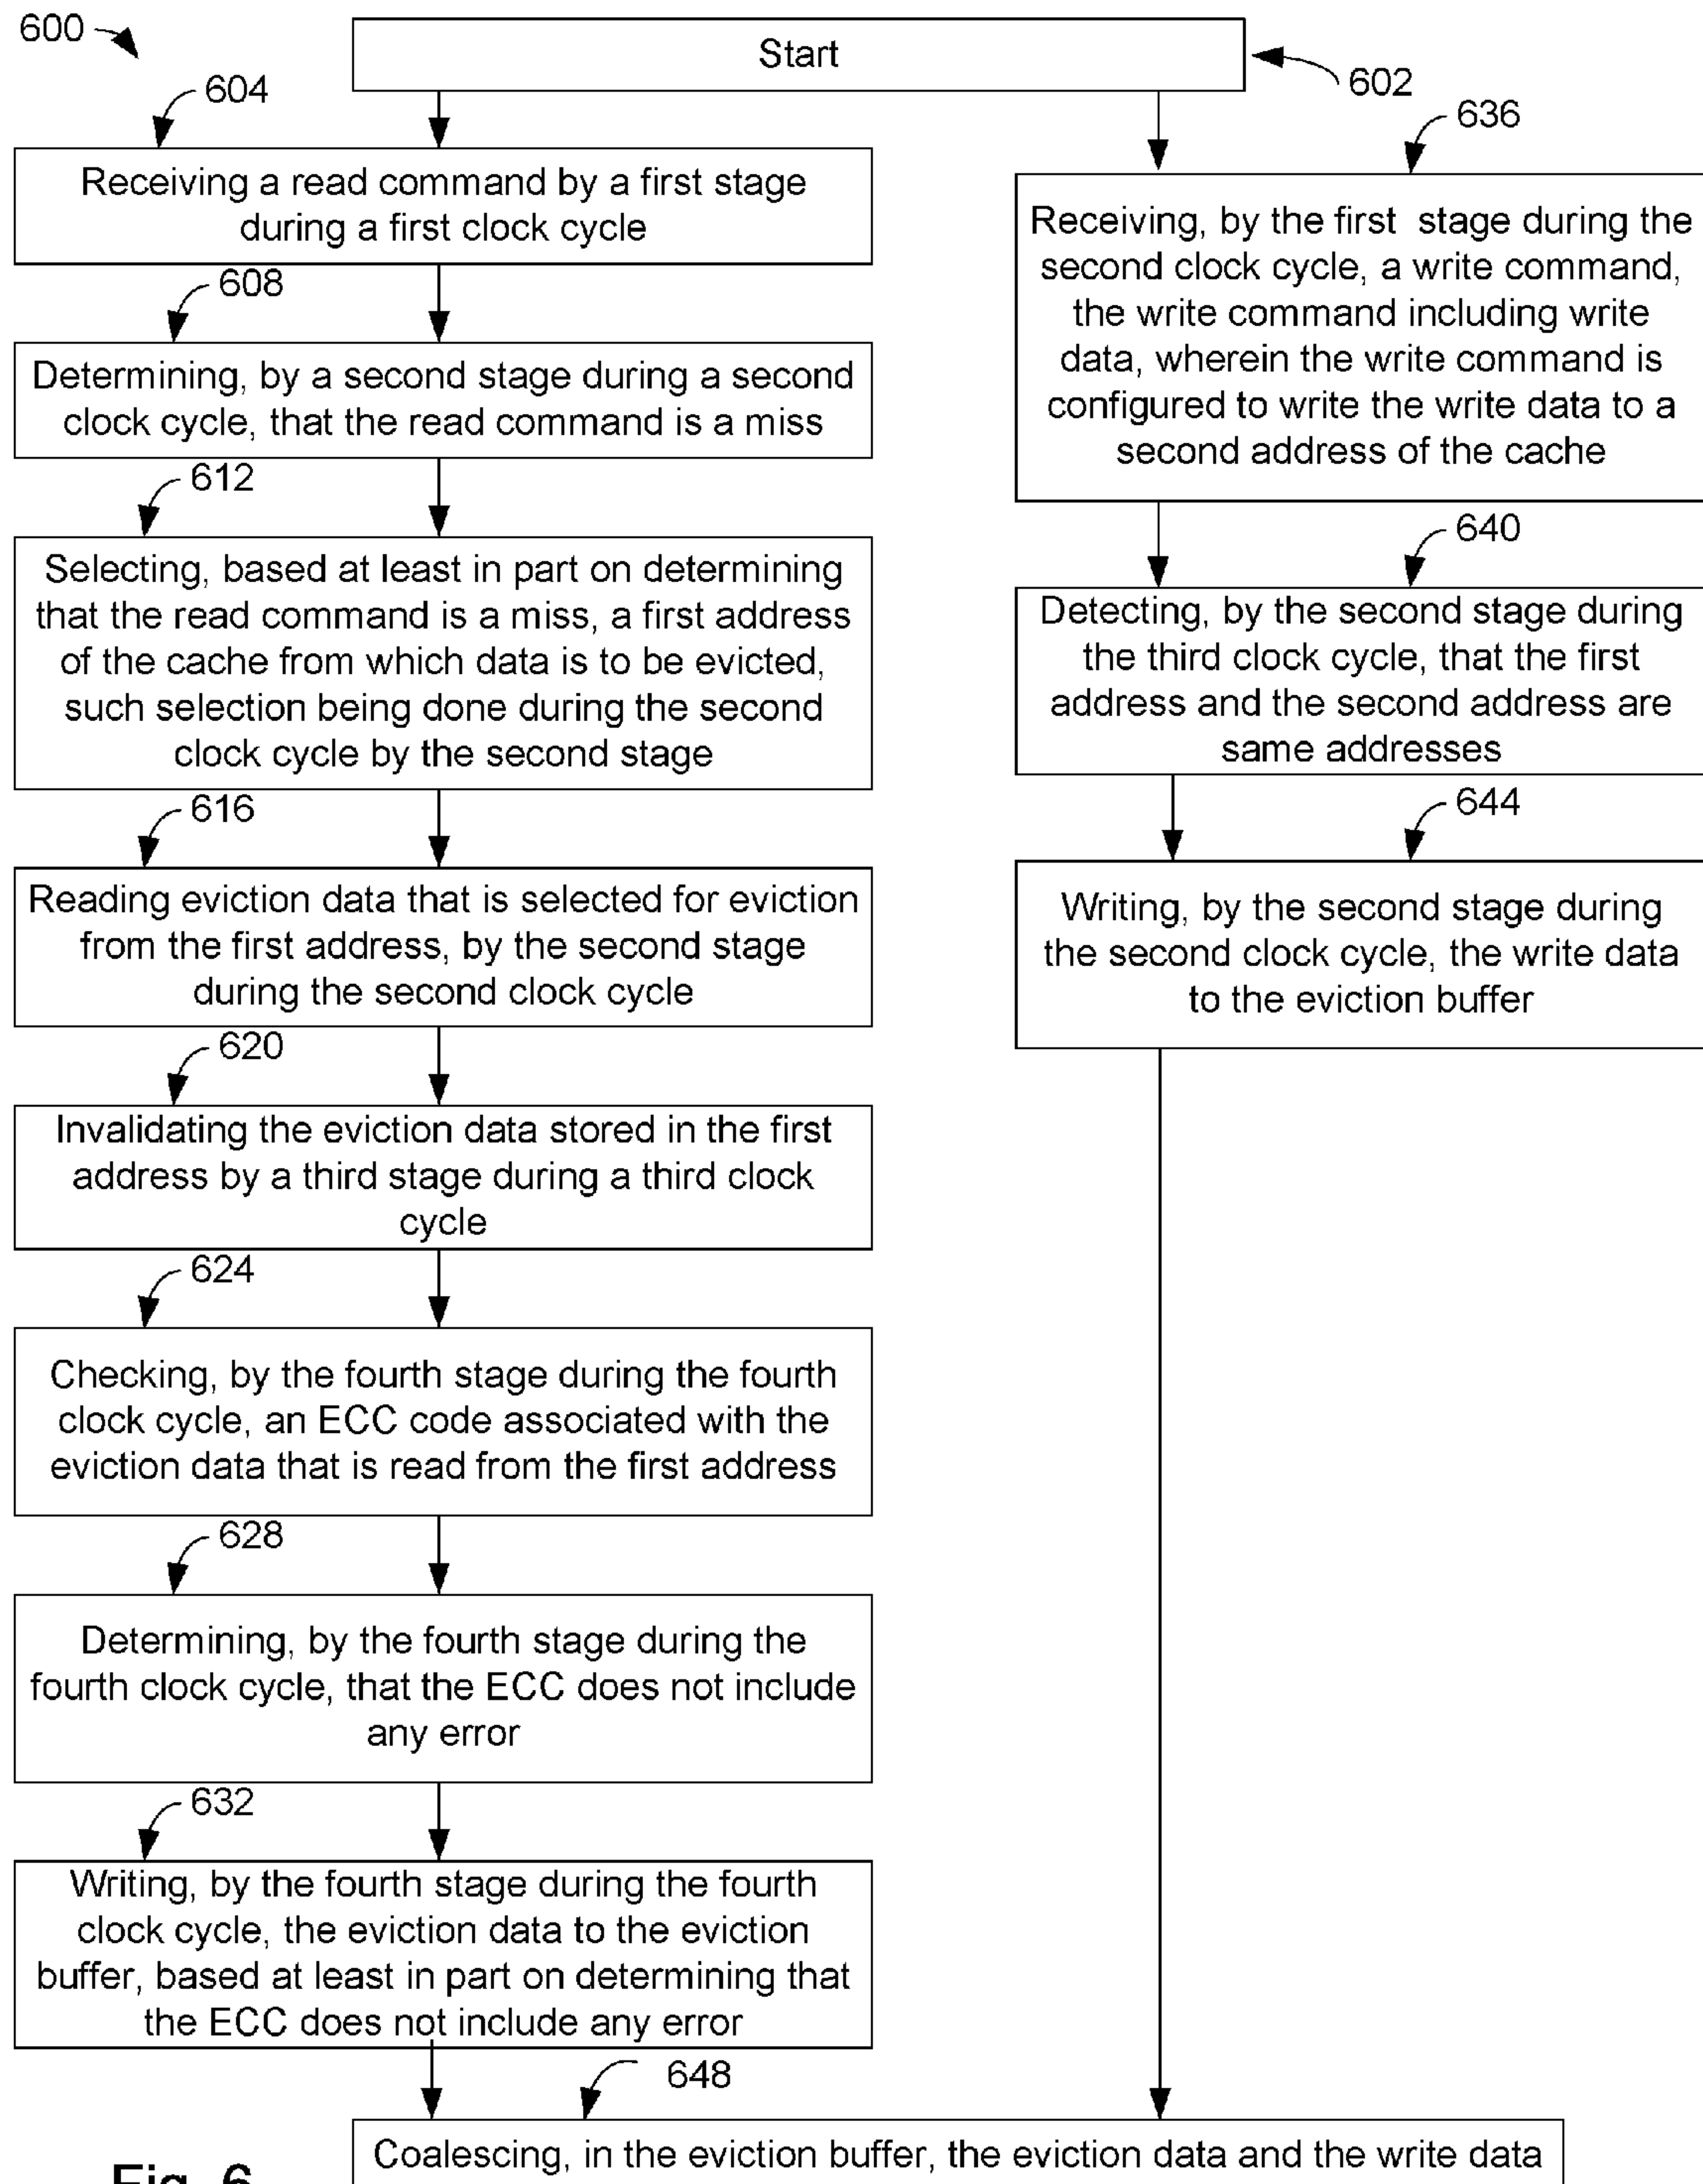 600
Start
602
604
Receiving a read command by a first stage
during a first clock cycle
608
Determining, by a second stage during a second
clock cycle, that the read command is a miss
612
Selecting, based at least in part on determining
that the read command is a miss, a first address
of the cache from which data is to be evicted,
such selection being done during the second
clock cycle by the second stage
616
Reading eviction data that is selected for eviction
from the first address, by the second stage
during the second clock cycle
620
Invalidating the eviction data stored in the first
address by a third stage during a third clock
cycle
624
Checking, by the fourth stage during the fourth
clock cycle, an ECC code associated with the
eviction data that is read from the first address
628
Determining, by the fourth stage during the
fourth clock cycle, that the ECC does not include
any error
632
Writing, by the fourth stage during the fourth
clock cycle, the eviction data to the eviction
buffer, based at least in part on determining that
the ECC does not include any error
636
Receiving, by the first stage during the
second clock cycle, a write command,
the write command including write
data, wherein the write command is
configured to write the write data to a
second address of the cache
640
Detecting, by the second stage during
the third clock cycle, that the first
address and the second address are
same addresses
644
Writing, by the second stage during
the second clock cycle, the write data
to the eviction buffer
648
Coalescing, in the eviction buffer, the eviction data and the write data
Fig. 6